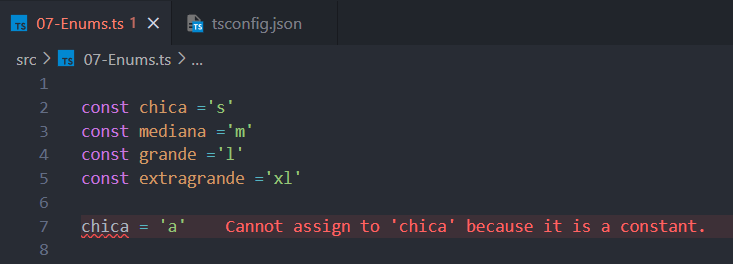 TS 07-Enums.ts 1 × TS tsconfig.json
src > TS 07-Enums.ts > ...
1
2 const chica ='s'
3 const mediana ='m'
4 const grande ='l'
5 const extragrande ='xl'
6
7 chica = 'a' Cannot assign to 'chica' because it is a constant.
8